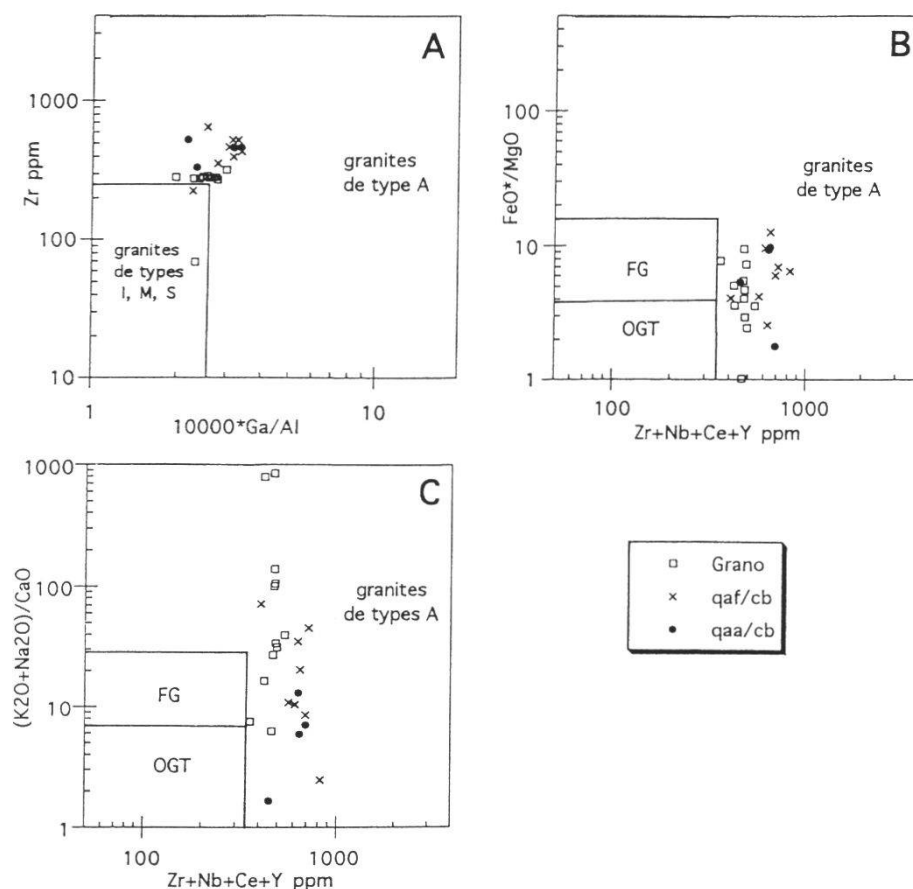 A
1000
Zr ppm
100
10
granites
de type A
granites
de types
I, M, S
1
10
10000*Ga/Al
B
100
FeO*/MgO
10
1
granites
de type A
FG
OGT
100
1000
Zr+Nb+Ce+Y ppm
C
1000
(K2O+Na2O)/CaO
100
10
1
granites
de types A
FG
OGT
100
1000
Zr+Nb+Ce+Y ppm
Grano
qaf/cb
qaa/cb